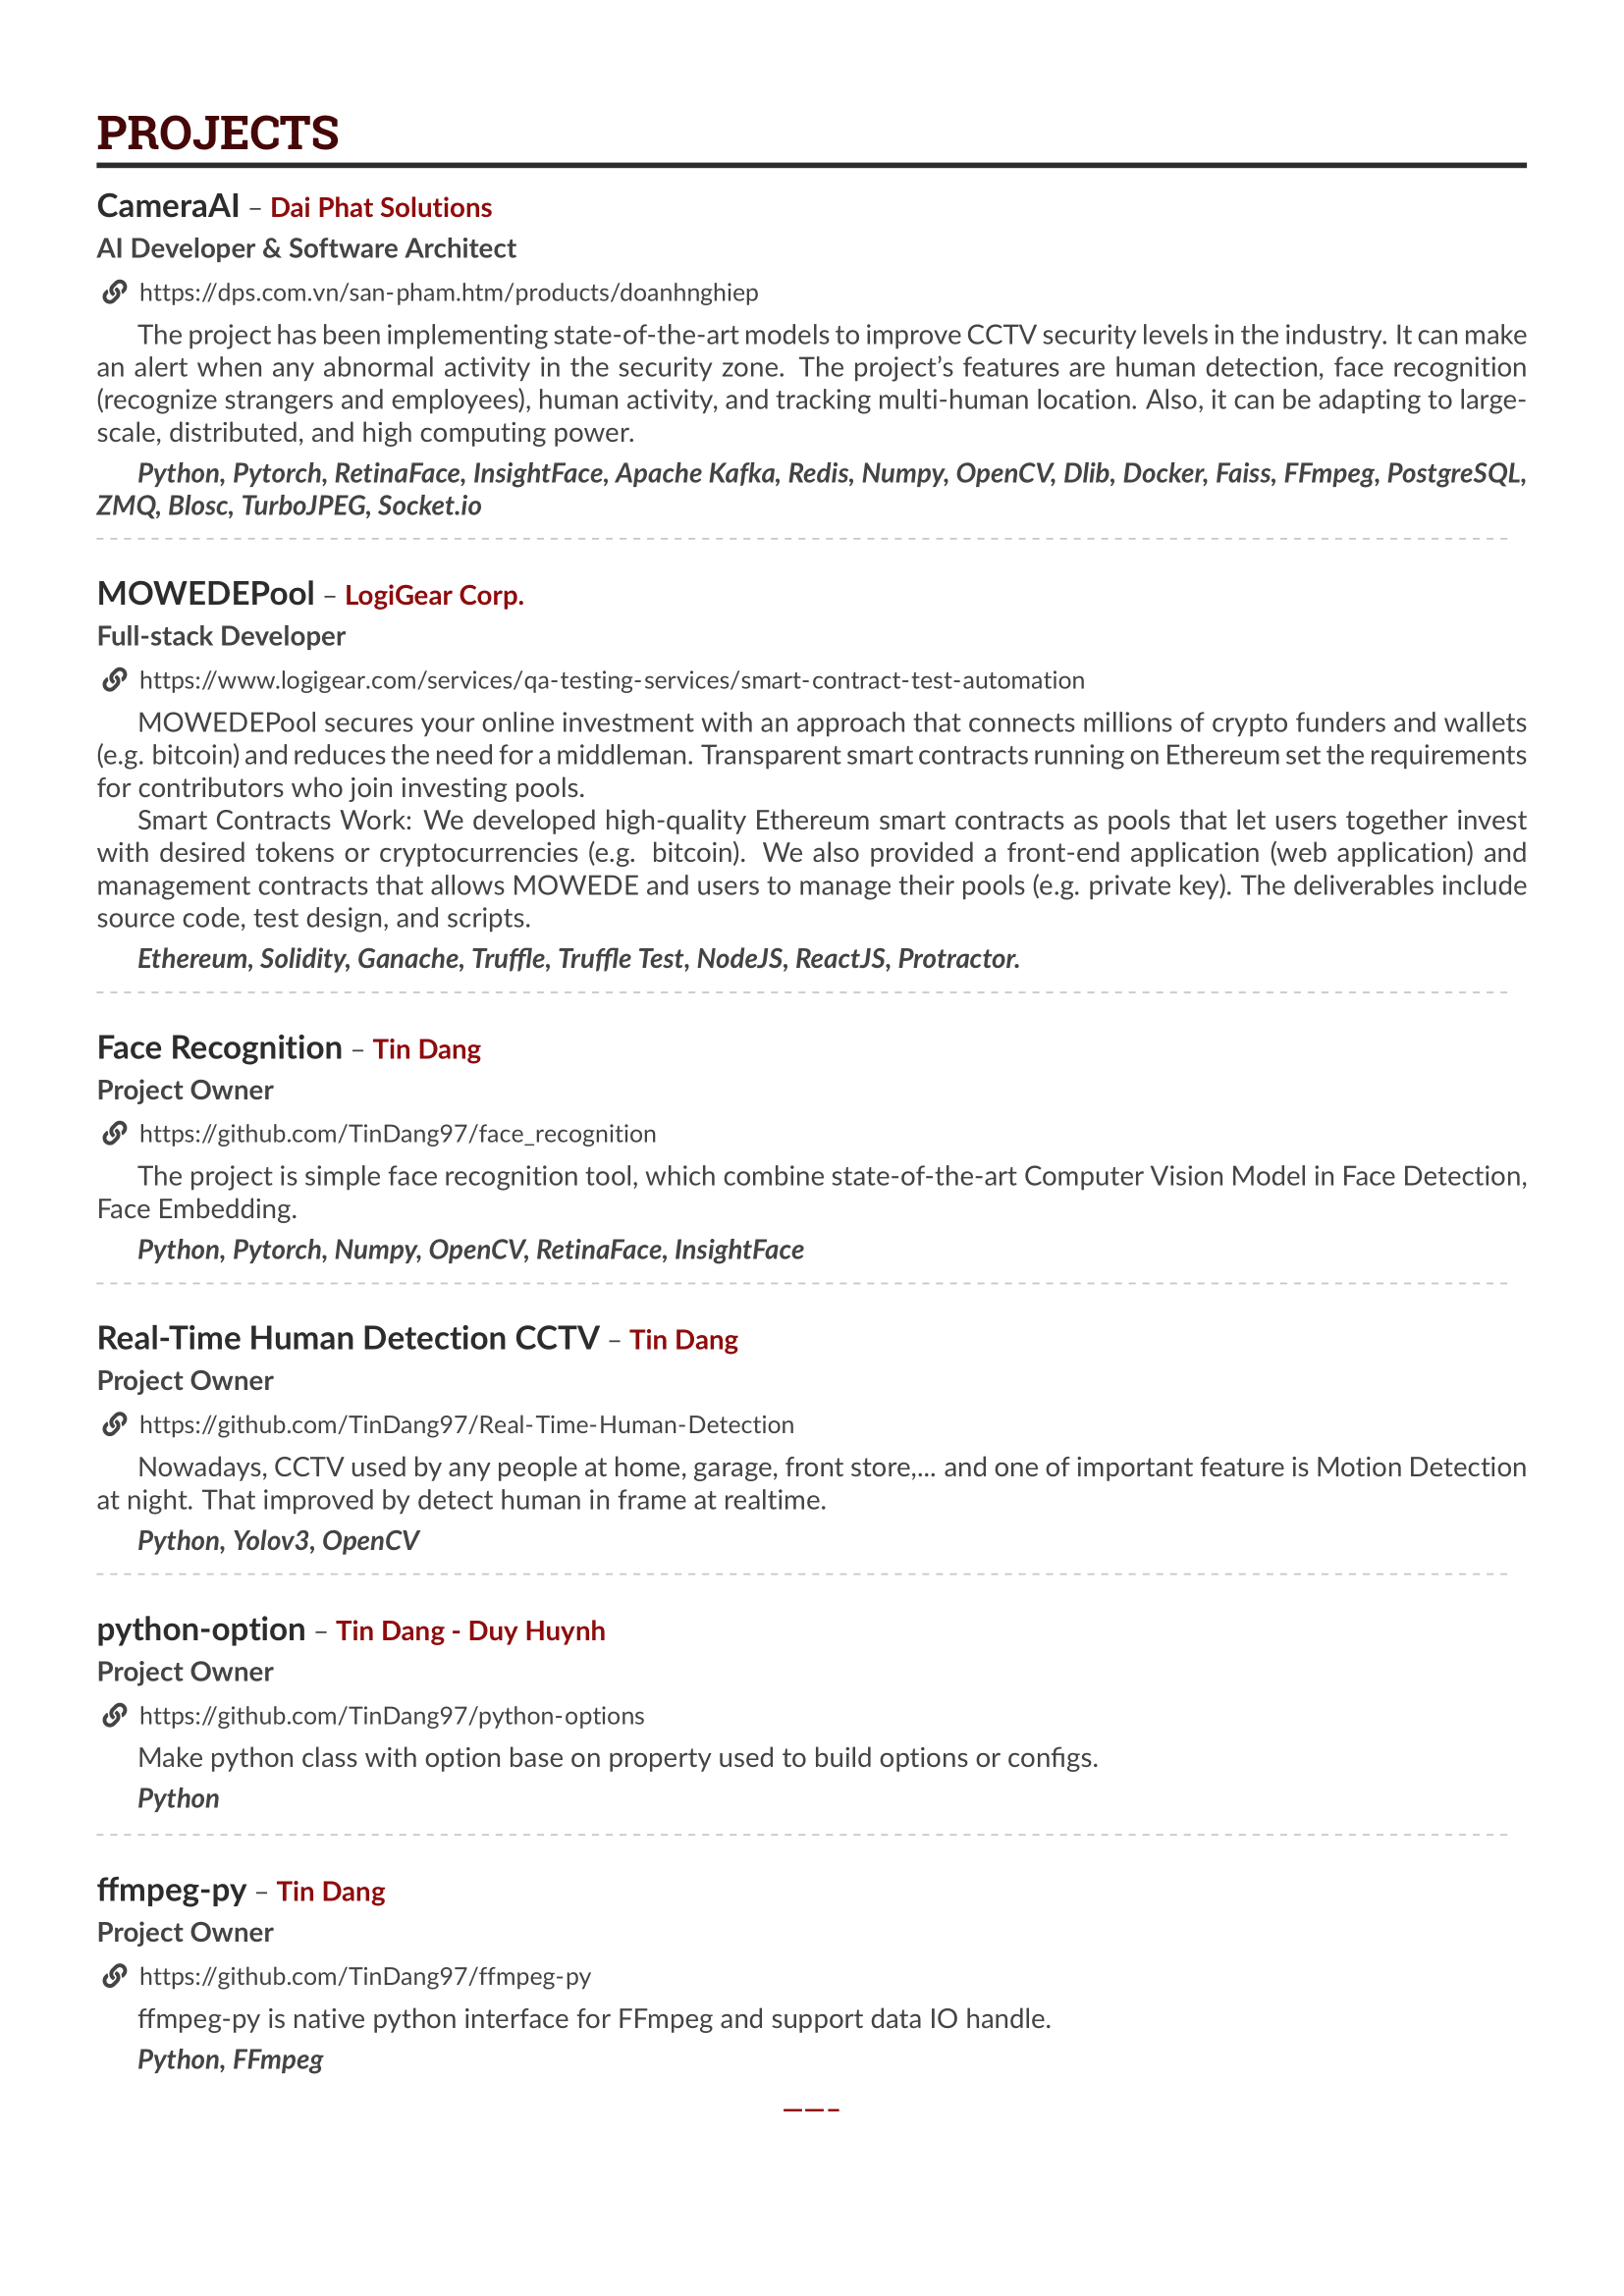 PROJECTS
CameraAI – Dai Phat Solutions
AI Developer & Software Architect
https://dps.com.vn/san-pham.htm/products/doanhnghiep
The project has been implementing state-of-the-art models to improve CCTV security levels in the industry. It can make
an alert when any abnormal activity in the security zone. The project's features are human detection, face recognition
(recognize strangers and employees), human activity, and tracking multi-human location. Also, it can be adapting to large-
scale, distributed, and high computing power.
Python, Pytorch, RetinaFace, InsightFace, Apache Kafka, Redis, Numpy, OpenCV, Dlib, Docker, Faiss, FFmpeg, PostgreSQL,
ZMQ, Blosc, TurboJPEG, Socket.io
MOWEDEPool – LogiGear Corp.
Full-stack Developer
https://www.logigear.com/services/qa-testing-services/smart-contract-test-automation
MOWEDEPool secures your online investment with an approach that connects millions of crypto funders and wallets
(e.g. bitcoin) and reduces the need for a middleman. Transparent smart contracts running on Ethereum set the requirements
for contributors who join investing pools.
Smart Contracts Work: We developed high-quality Ethereum smart contracts as pools that let users together invest
with desired tokens or cryptocurrencies (e.g. bitcoin). We also provided a front-end application (web application) and
management contracts that allows MOWEDE and users to manage their pools (e.g. private key). The deliverables include
source code, test design, and scripts.
Ethereum, Solidity, Ganache, Truffle, Truffle Test, NodeJS, ReactJS, Protractor.
Face Recognition – Tin Dang
Project Owner
https://github.com/TinDang97/face_recognition
The project is simple face recognition tool, which combine state-of-the-art Computer Vision Model in Face Detection,
Face Embedding.
Python, Pytorch, Numpy, OpenCV, RetinaFace, InsightFace
Real-Time Human Detection CCTV – Tin Dang
Project Owner
https://github.com/TinDang97/Real-Time-Human-Detection
Nowadays, CCTV used by any people at home, garage, front store,... and one of important feature is Motion Detection
at night. That improved by detect human in frame at realtime.
Python, Yolov3, OpenCV
python-option – Tin Dang - Duy Huynh
Project Owner
https://github.com/TinDang97/python-options
Make python class with option base on property used to build options or configs.
Python
ffmpeg-py – Tin Dang
Project Owner
https://github.com/TinDang97/ffmpeg-py
ffmpeg-py is native python interface for FFmpeg and support data IO handle.
Python, FFmpeg
——–